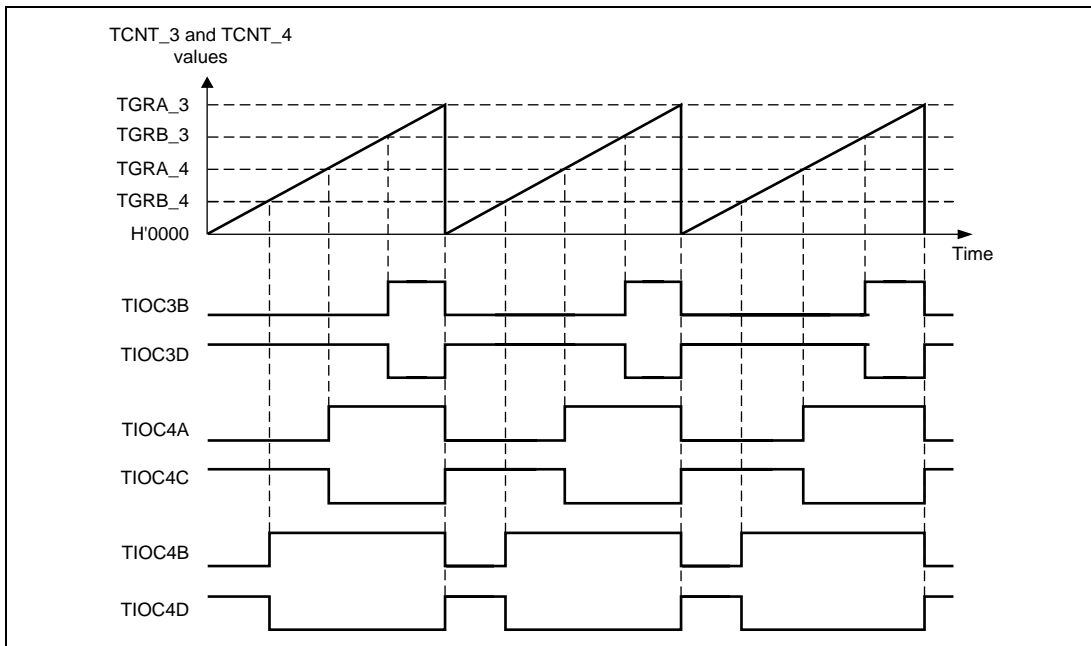 TCNT_3 and TCNT_4
values
TGRA_3
TGRB_3
TGRA_4
TGRB_4
H'0000
Time
TIOC3B
TIOC3D
TIOC4A
TIOC4C
TIOC4B
TIOC4D